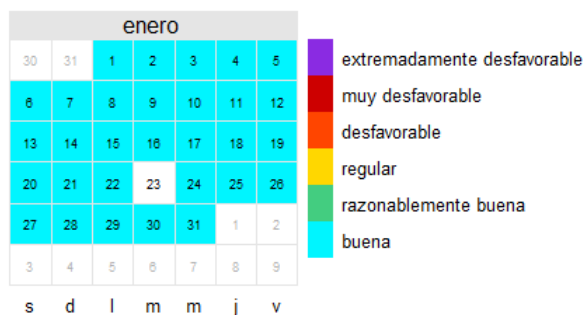 enero
30 31 1 2 3 4 5
6 7 8 9 10 11 12
13 14 15 16 17 18 19
20 21 22 23 24 25 26
27 28 29 30 31 1 2
3 4 5 6 7 8 9
s d l m m j v
extremadamente desfavorable
muy desfavorable
desfavorable
regular
razonablemente buena
buena